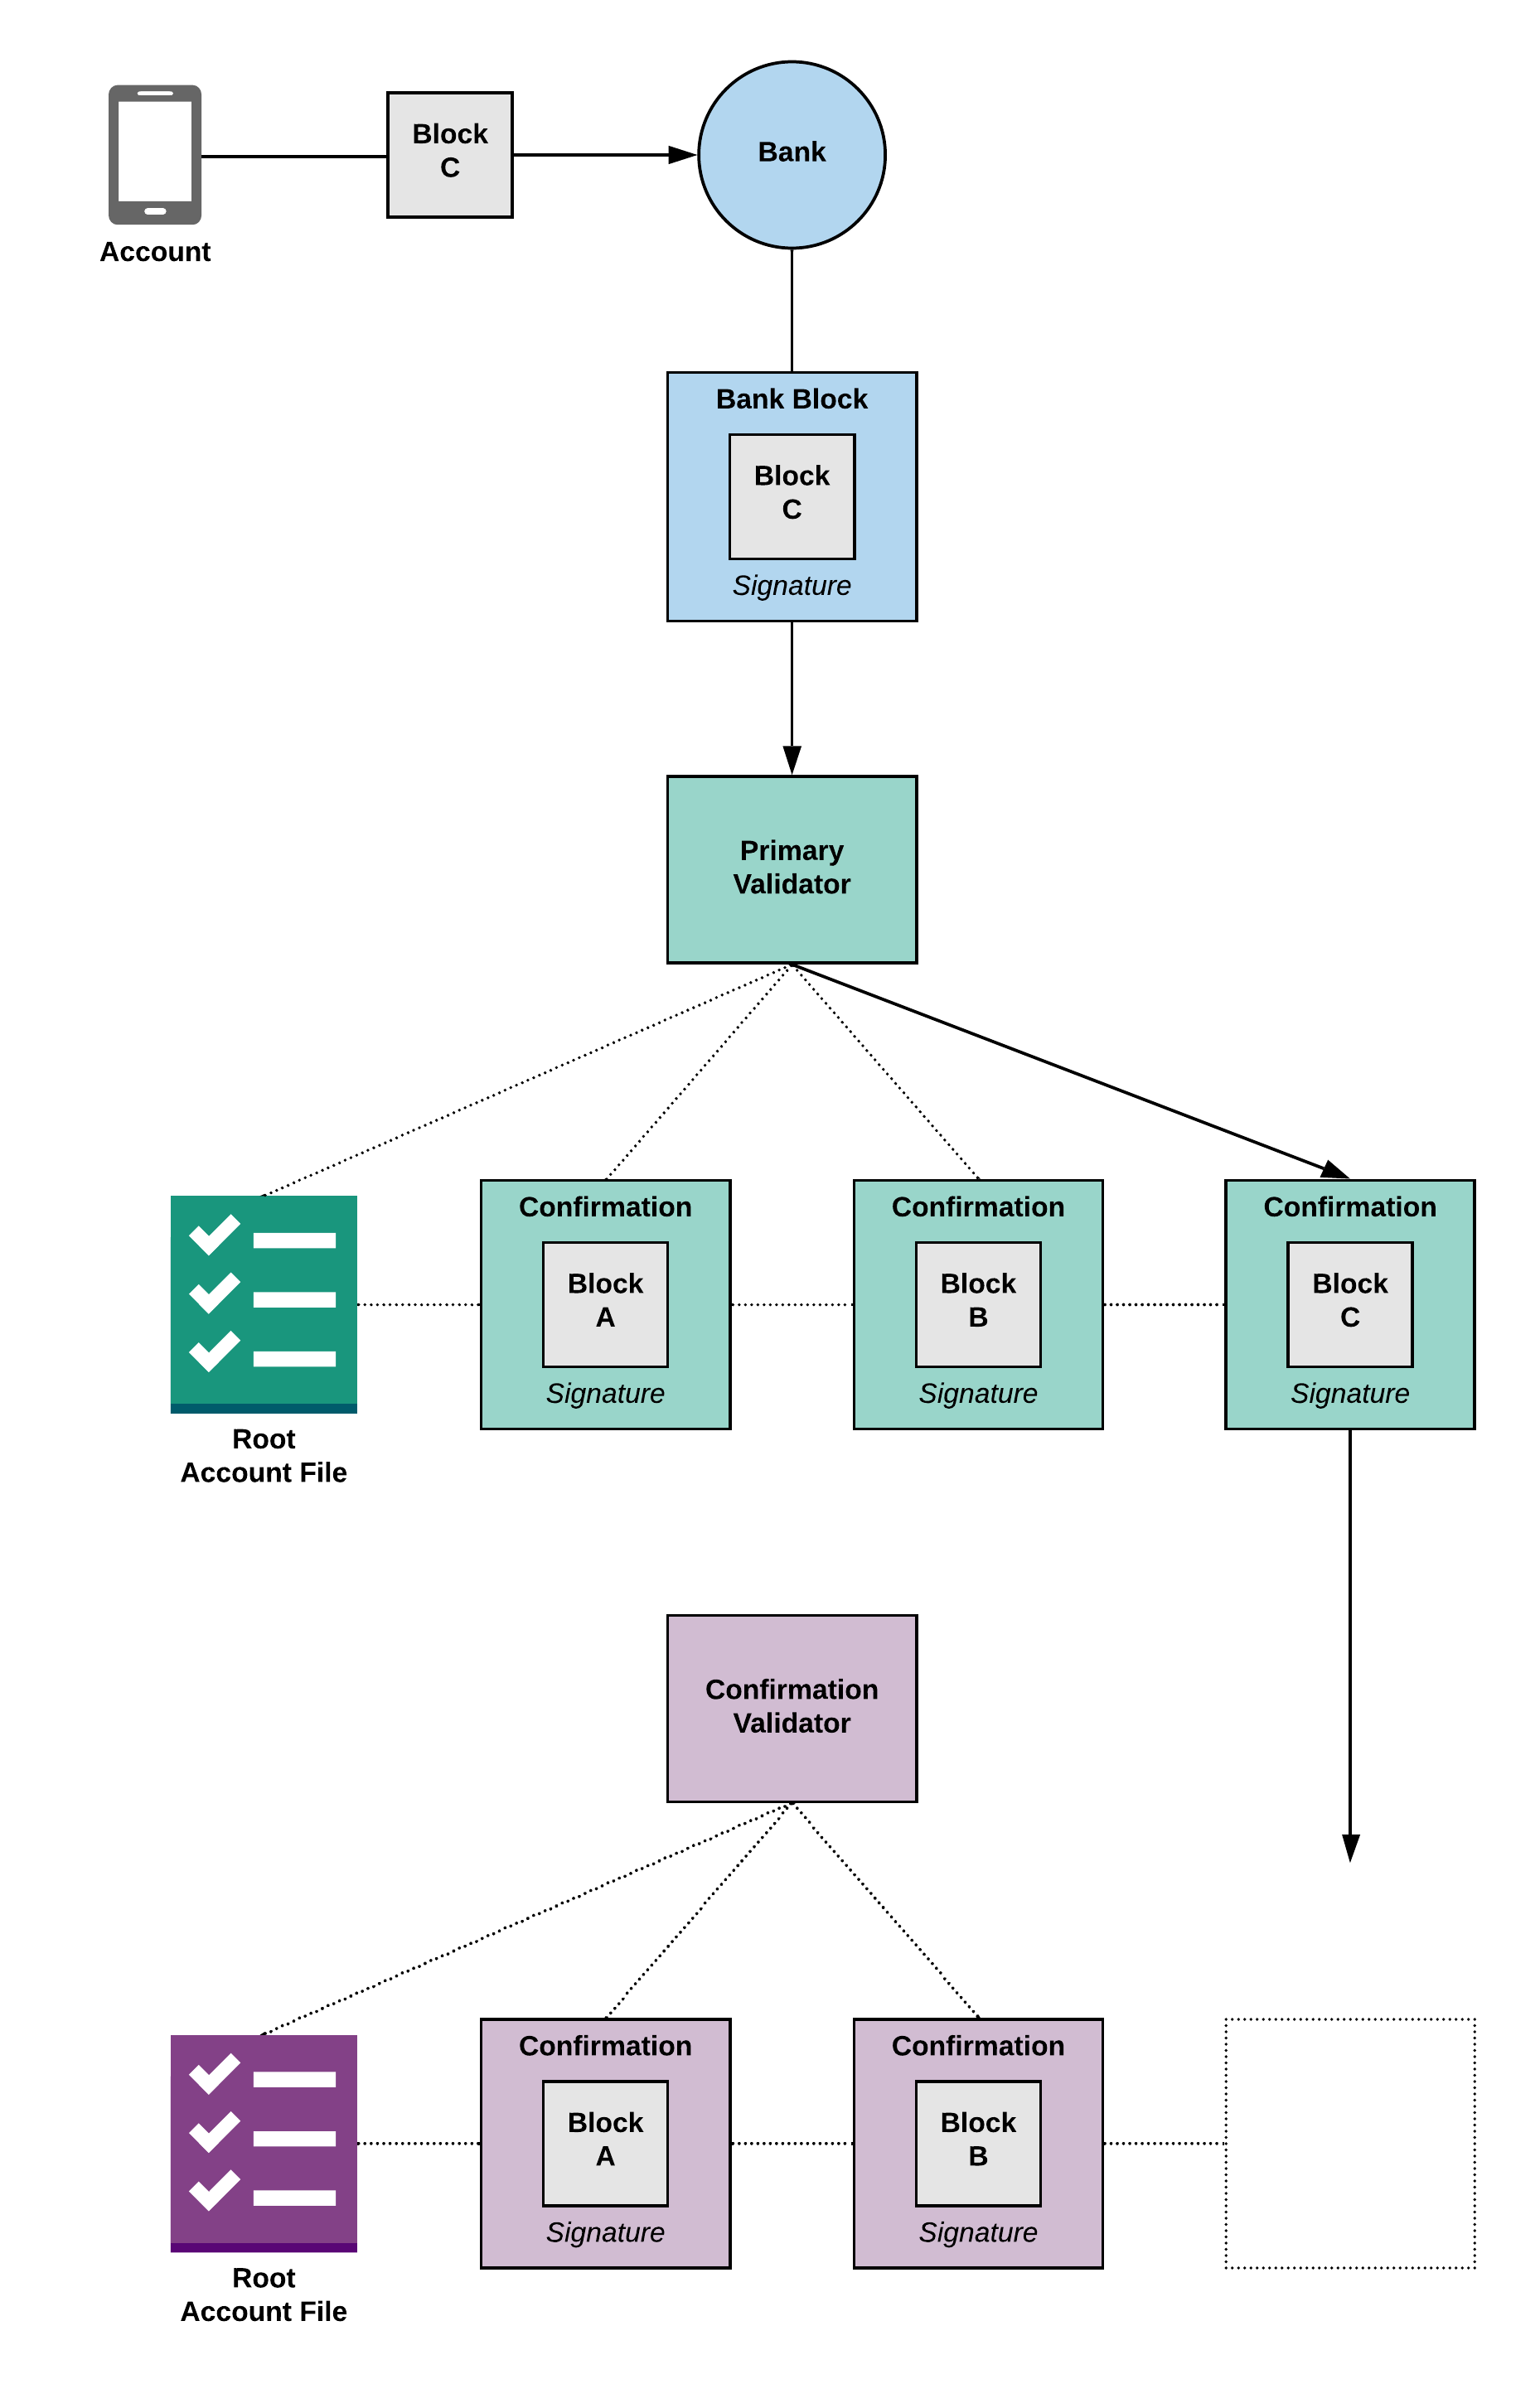 Account
Block
C
Bank
Bank Block
Block
C
Signature
Primary
Validator
Root
Account File
Confirmation
Block
A
Signature
Confirmation
Block
B
Signature
Confirmation
Block
C
Signature
Confirmation
Validator
Root
Account File
Confirmation
Block
A
Signature
Confirmation
Block
B
Signature